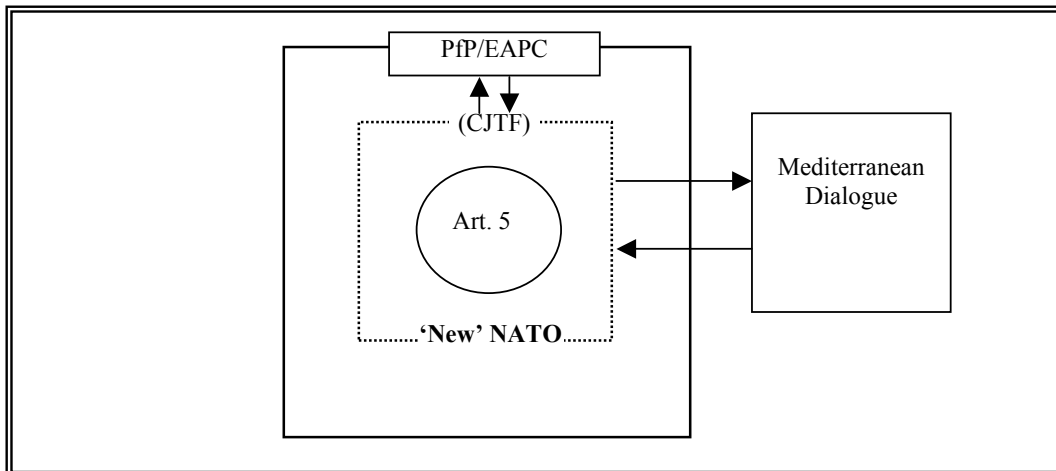 PfP/EAPC
(CJTF)
Mediterranean
Dialogue
Art. 5
‘New’ NATO